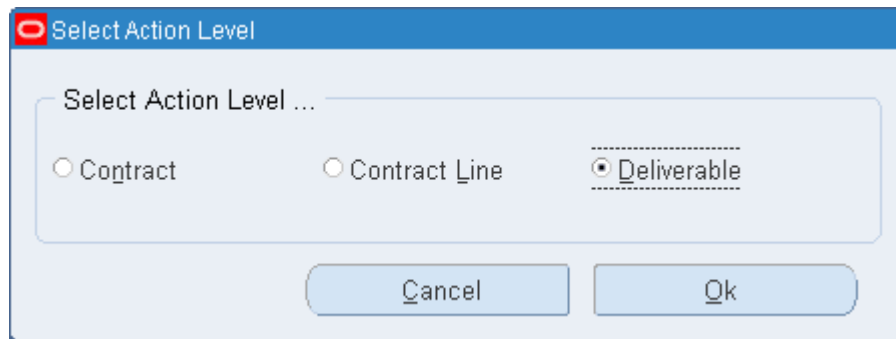 Select Action Level
Select Action Level ...
Contract Contract Line Deliverable
Cancel Ok